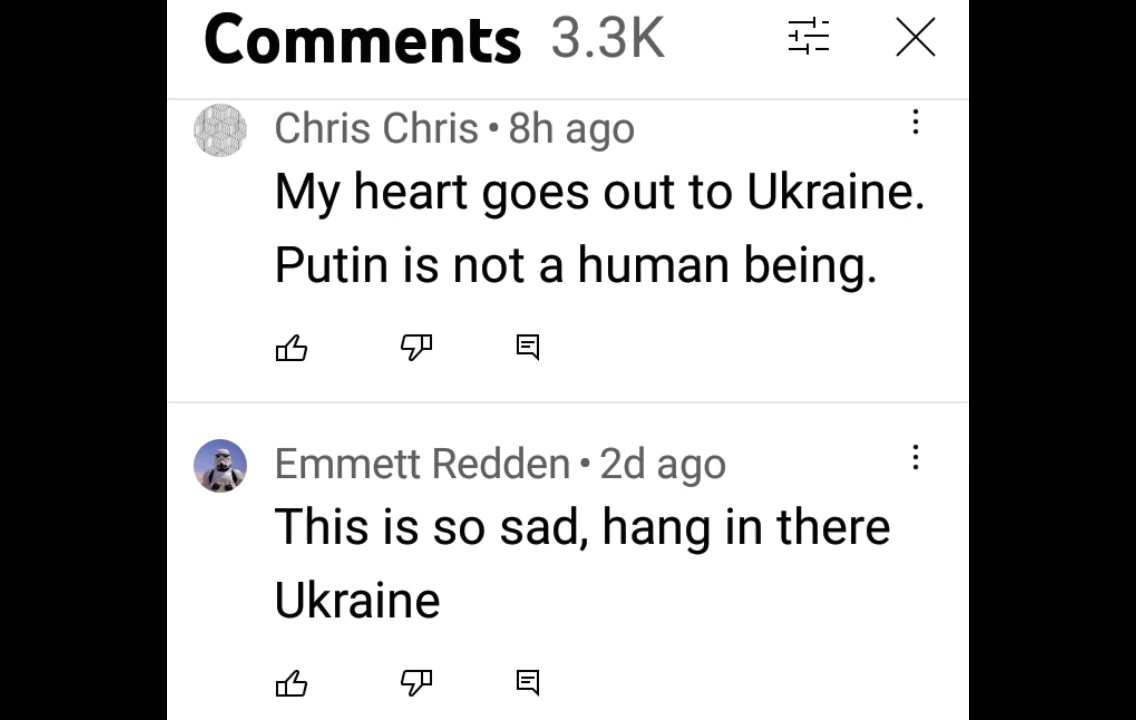 Comments 3.3K
Chris Chris • 8h ago
My heart goes out to Ukraine.
Putin is not a human being.
Emmett Redden • 2d ago
This is so sad, hang in there
Ukraine